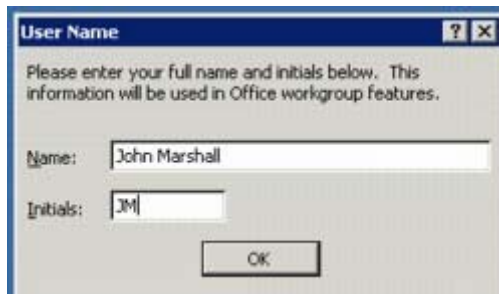 User Name
Please enter your full name and initials below. This
information will be used in Office workgroup features.
Name: John Marshall
Initials: JM
OK